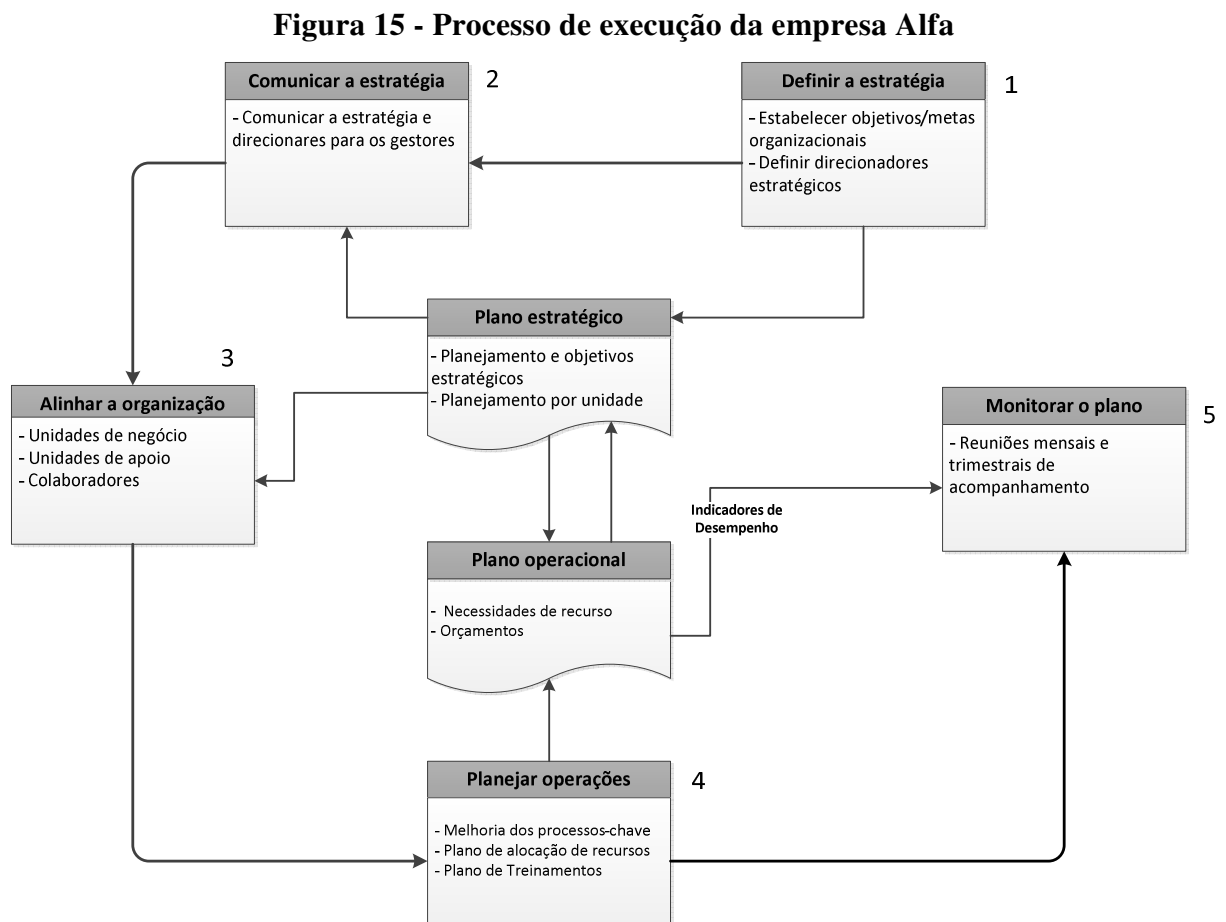 Figura 15 - Processo de execução da empresa Alfa
Comunicar a estratégia
2
- Comunicar a estratégia e
direcionares para os gestores
Definir a estratégia
1
- Estabelecer objetivos/metas
organizacionais
- Definir direcionadores
estratégicos
Plano estratégico
- Planejamento e objetivos
estratégicos
- Planejamento por unidade
3
Alinhar a organização
- Unidades de negócio
- Unidades de apoio
- Colaboradores
Monitorar o plano
5
- Reuniões mensais e
trimestrais de
acompanhamento
Indicadores de
Desempenho
Plano operacional
- Necessidades de recurso
- Orçamentos
Planejar operações
4
- Melhoria dos processos-chave
- Plano de alocação de recursos
- Plano de Treinamentos